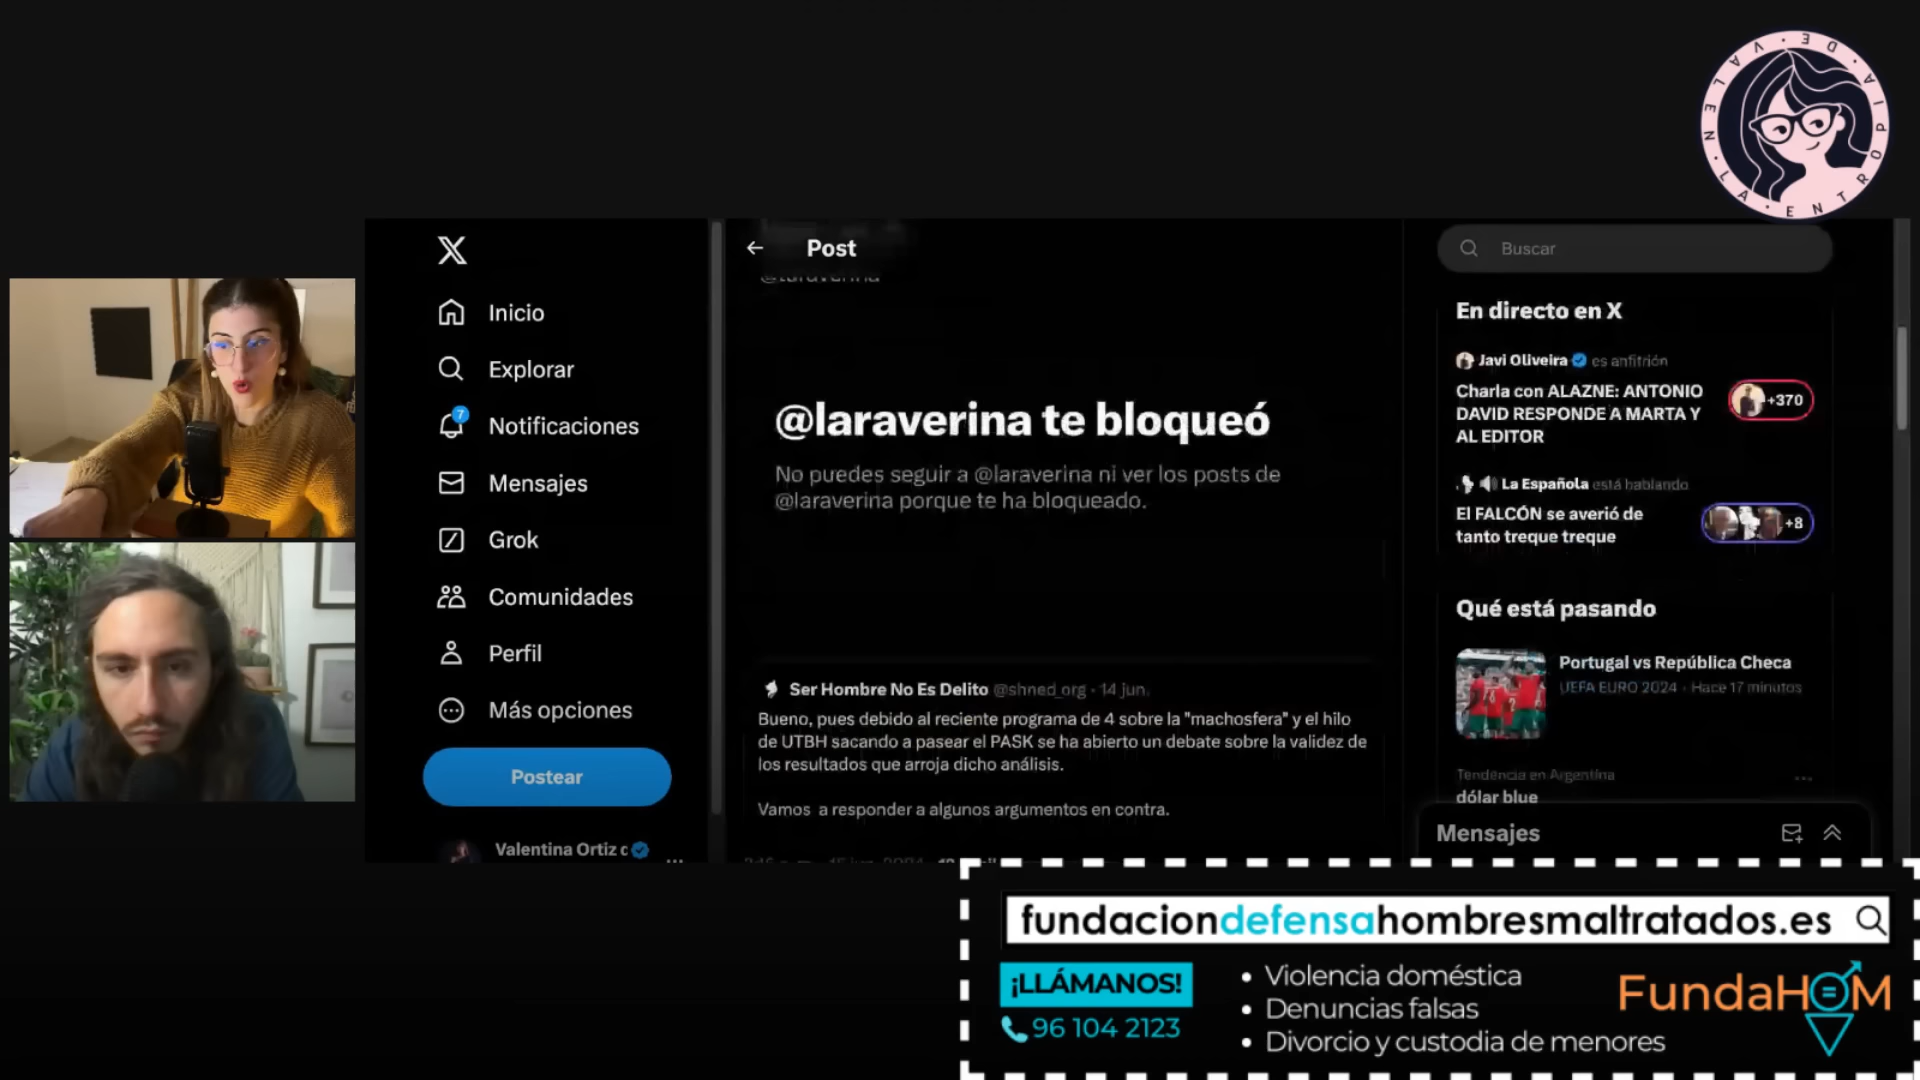 LA ENTROPIA DE VALEN
X
Inicio
Explorar
7
Notificaciones
Mensajes
Grok
Comunidades
Perfil
Más opciones
Postear
Valentina Ortiz
Post
@laraverina
@laraverina te bloqueó
No puedes seguir a @laraverina ni ver los posts de
@laraverina porque te ha bloqueado.
Ser Hombre No Es Delito @shned_org · 14 jun.
Bueno, pues debido al reciente programa de 4 sobre la "machosfera" y el hilo
de UTBH sacando a pasear el PASK se ha abierto un debate sobre la validez de
los resultados que arroja dicho análisis.
Vamos a responder a algunos argumentos en contra.
Buscar
En directo en X
Javi Oliveira es anfitrión
Charla con ALAZNE: ANTONIO
DAVID RESPONDE A MARTA Y
AL EDITOR
+370
La Española está hablando
El FALCÓN se averió de
tanto treque treque
+8
Qué está pasando
Portugal vs República Checa
UEFA EURO 2024 · Hace 17 minutos
Tendencia en Argentina
dólar blue
Mensajes
fundaciondefensahombresmaltratados.es
¡LLÁMANOS!
96 104 2123
• Violencia doméstica
• Denuncias falsas
• Divorcio y custodia de menores
FundaHOM